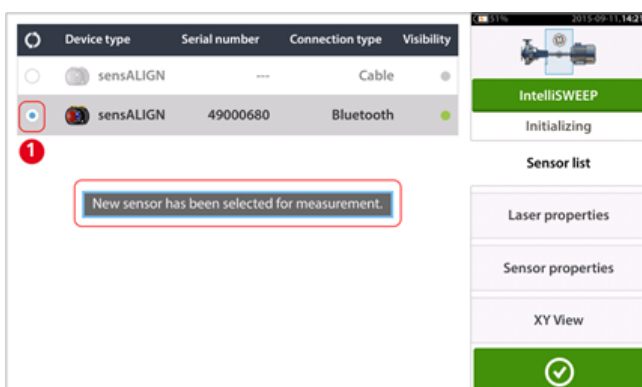 51% 2015-09-11, 14:21
Device type Serial number Connection type Visibility
sensALIGN --- Cable
sensALIGN 49000680 Bluetooth
1
New sensor has been selected for measurement.
IntelliSWEEP
Initializing
Sensor list
Laser properties
Sensor properties
XY View